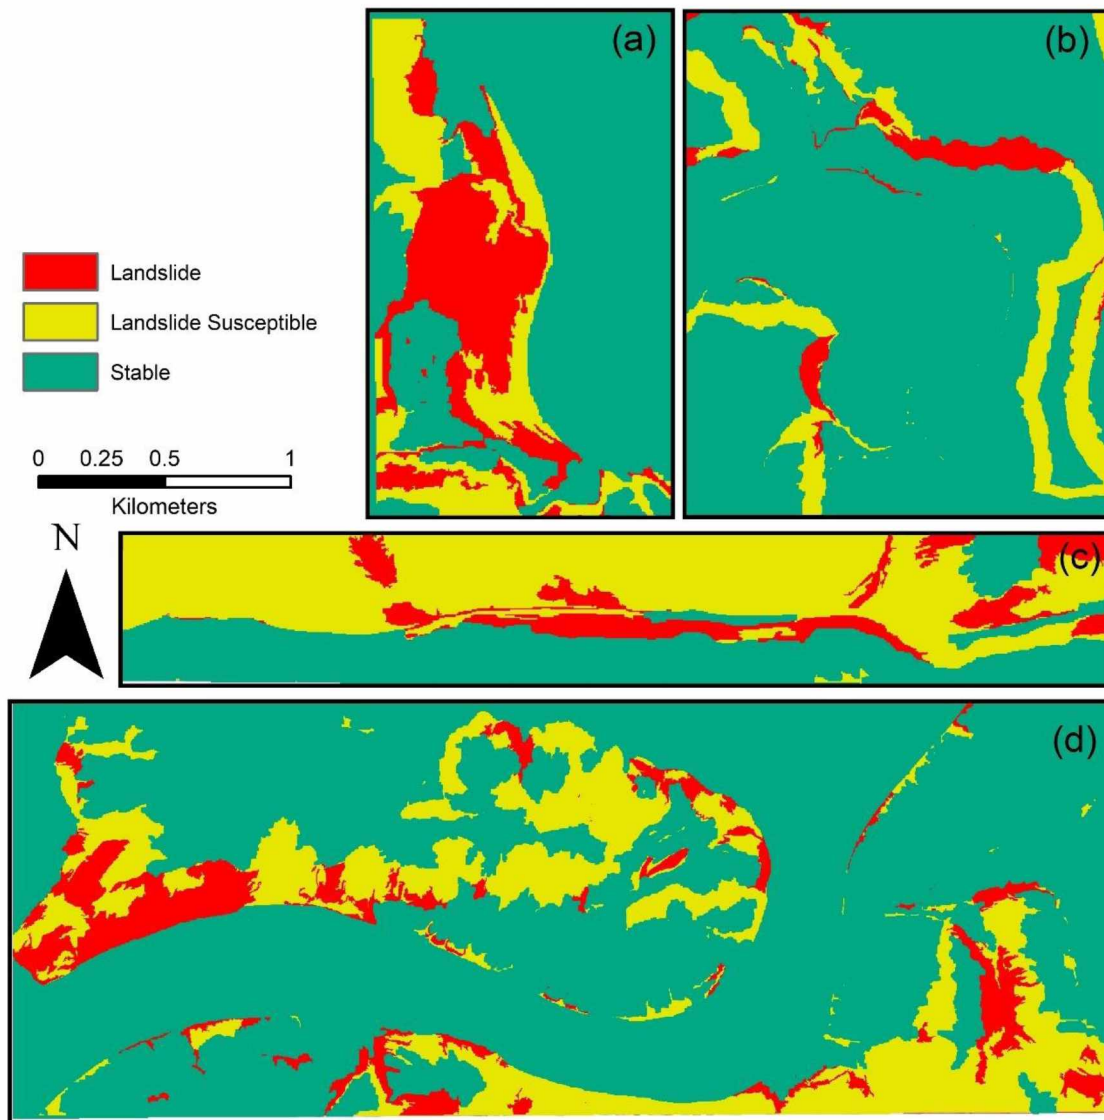 (a)
(b)
Landslide
Landslide Susceptible
Stable
0 0.25 0.5 1
Kilometers
N
(c)
(d)